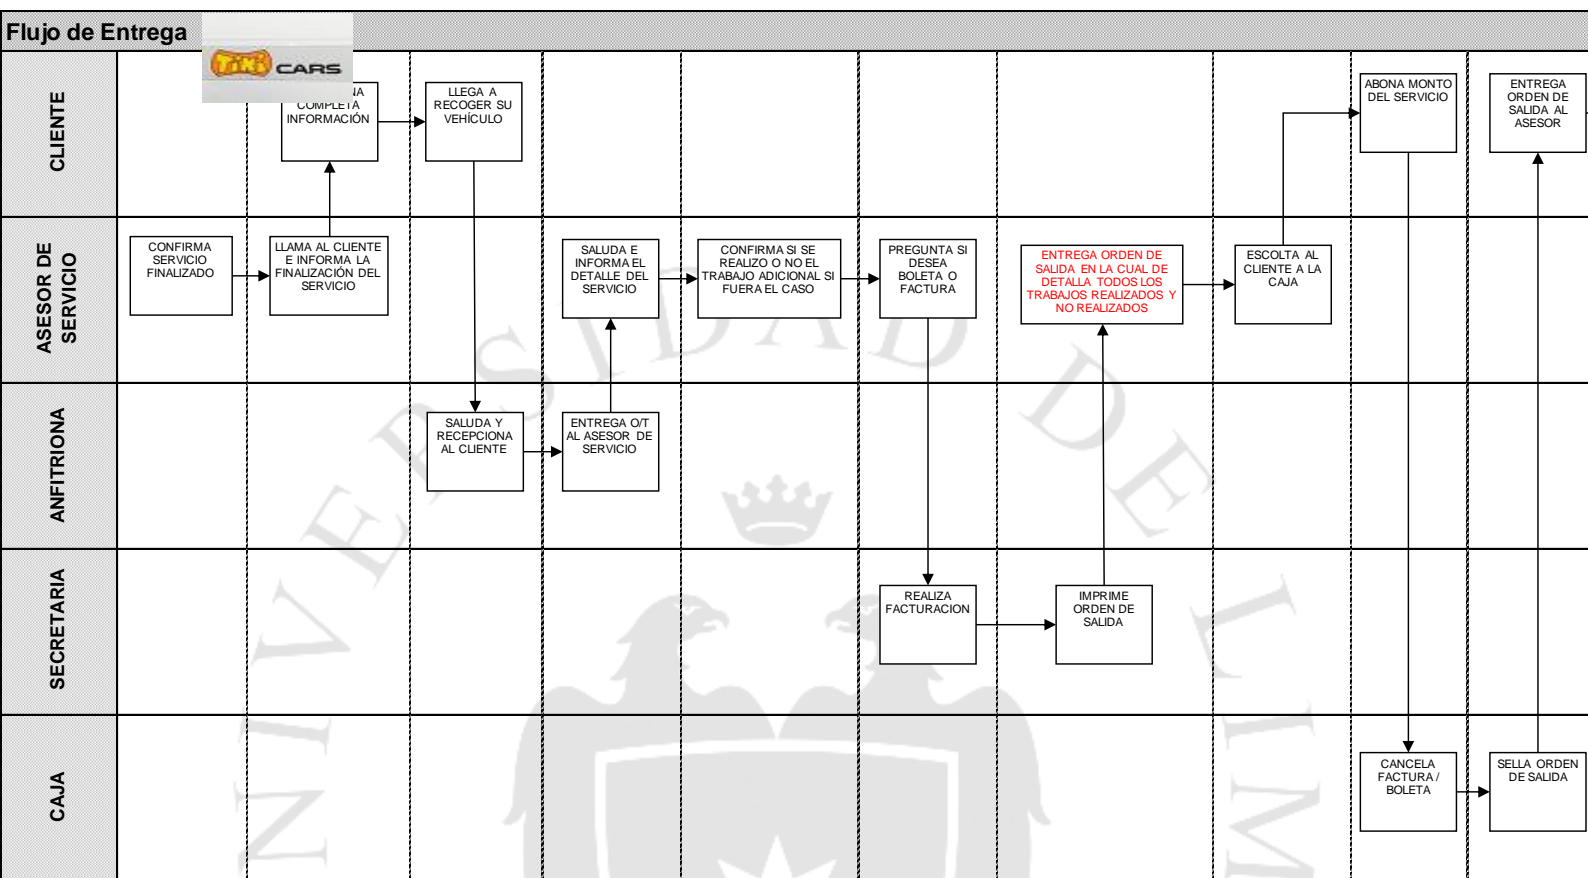 Flujo de Entrega
TIKI CARS
CLIENTE
COMPLETA
INFORMACIÓN
LLEGA A
RECOGER SU
VEHÍCULO
ABONA MONTO
DEL SERVICIO
ENTREGA
ORDEN DE
SALIDA AL
ASESOR
ASESOR DE
SERVICIO
CONFIRMA
SERVICIO
FINALIZADO
LLAMA AL CLIENTE
E INFORMA LA
FINALIZACIÓN DEL
SERVICIO
SALUDA E
INFORMA EL
DETALLE DEL
SERVICIO
CONFIRMA SI SE
REALIZO O NO EL
TRABAJO ADICIONAL SI
FUERA EL CASO
PREGUNTA SI
DESEA
BOLETA O
FACTURA
ENTREGA ORDEN DE
SALIDA EN LA CUAL DE
DETALLA TODOS LOS
TRABAJOS REALIZADOS Y
NO REALIZADOS
ESCOLTA AL
CLIENTE A LA
CAJA
ANFITRIONA
SALUDA Y
RECEPCIONA
AL CLIENTE
ENTREGA O/T
AL ASESOR DE
SERVICIO
SECRETARIA
REALIZA
FACTURACION
IMPRIME
ORDEN DE
SALIDA
CAJA
CANCELA
FACTURA /
BOLETA
SELLA ORDEN
DE SALIDA
NIVERSIDAD DE LIM